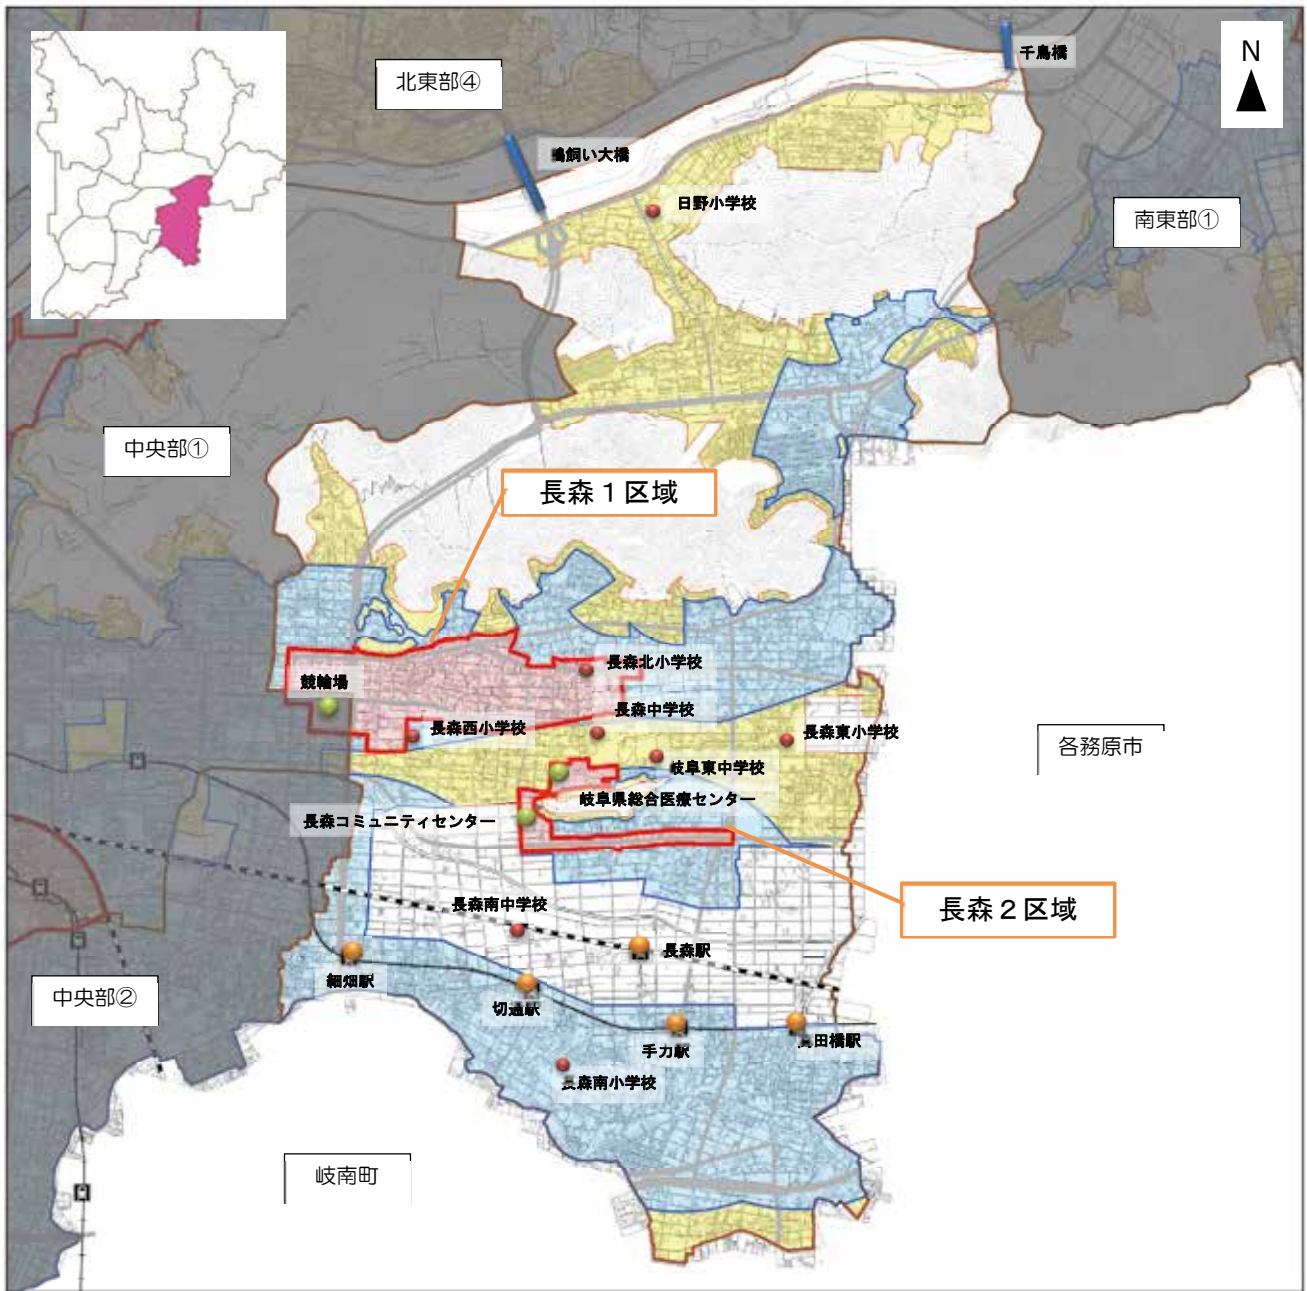 千鳥橋
N
北東部④
鵜飼い大橋
日野小学校
南東部①
中央部①
長森1区域
長森北小学校
競輪場
長森中学校
長森西小学校
長森東小学校
各務原市
岐阜東中学校
岐阜県総合医療センター
長森コミュニティセンター
長森2区域
長森南中学校
長森駅
細畑駅
中央部②
切通駅
手力駅
田橋駅
長森南小学校
岐南町